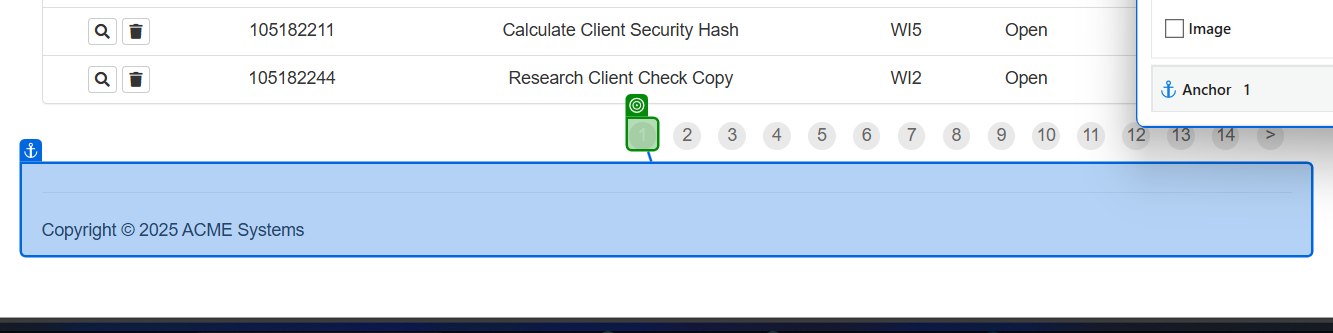 105182211 Calculate Client Security Hash WI5 Open
Image
105182244 Research Client Check Copy WI2 Open
Anchor 1
1 2 3 4 5 6 7 8 9 10 11 12 13 14 >
Copyright © 2025 ACME Systems